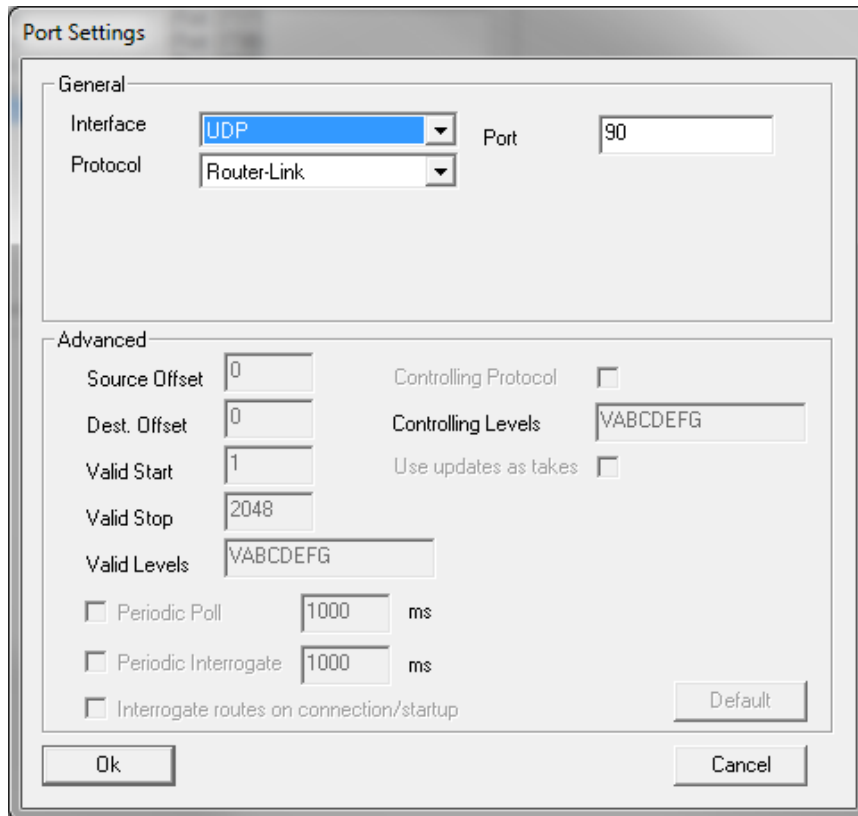 Port Settings
General
Interface UDP Port 90
Protocol Router-Link
Advanced
Source Offset 0 Controlling Protocol
Dest. Offset 0 Controlling Levels VABCDEFG
Valid Start 1 Use updates as takes
Valid Stop 2048
Valid Levels VABCDEFG
Periodic Poll 1000 ms
Periodic Interrogate 1000 ms
Interrogate routes on connection/startup Default
Ok Cancel